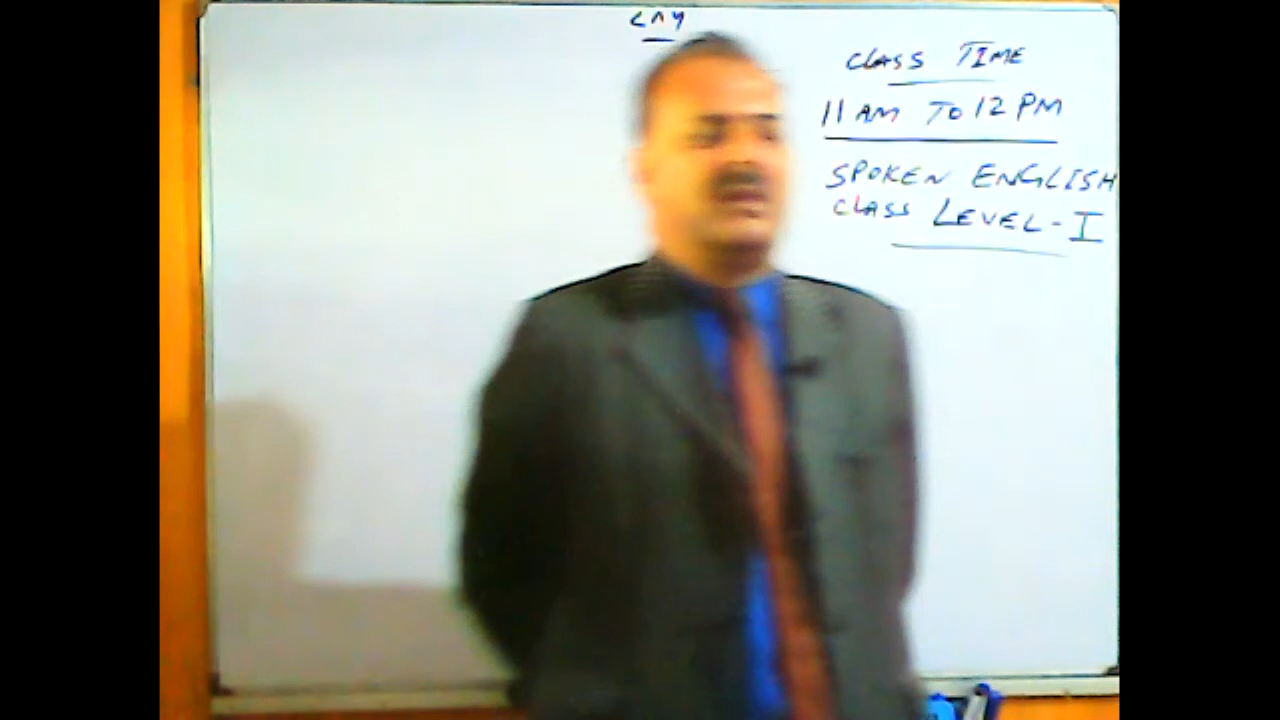 CLASS TIME
11 AM TO 12 PM
SPOKEN ENGLISH
CLASS LEVEL-I